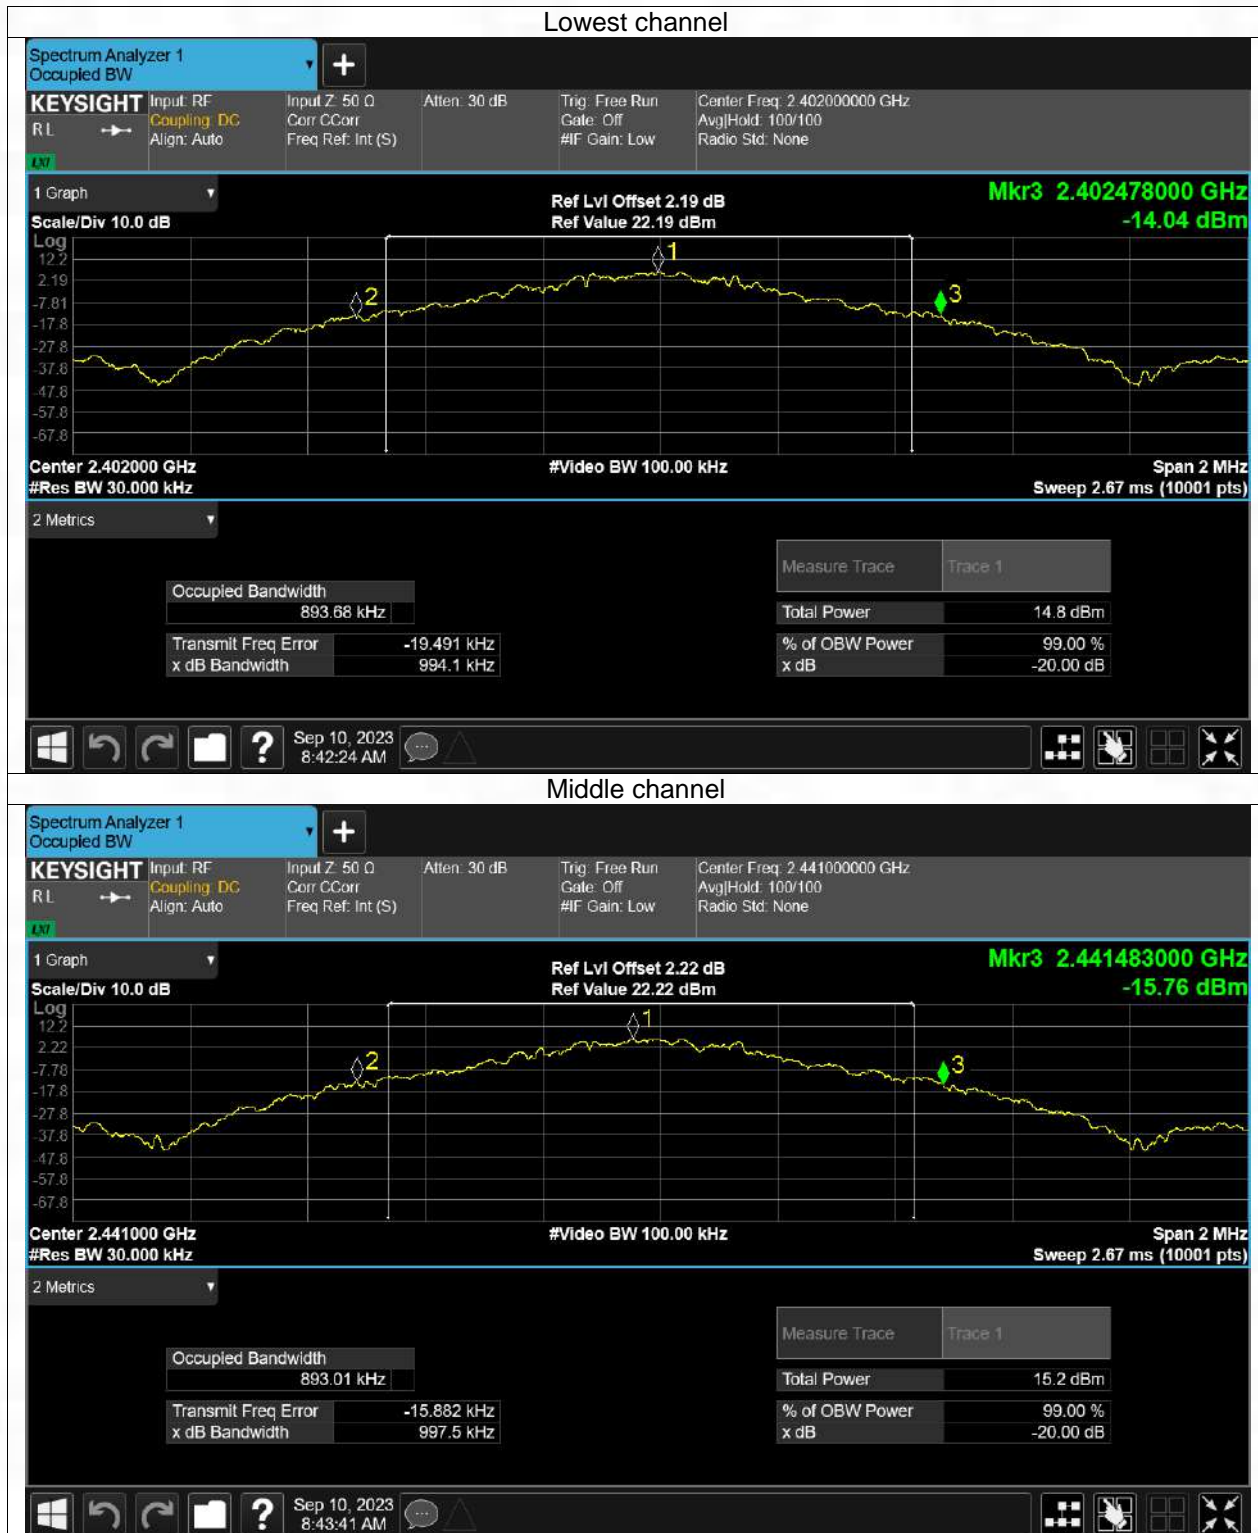 Lowest channel
Spectrum Analyzer 1
Occupied BW
+
KEYSIGHT
RL
LXI
Input: RF
Coupling: DC
Align: Auto
Input Z: 50 Ω
Corr CCorr
Freq Ref: Int (S)
Atten: 30 dB
Trig: Free Run
Gate: Off
#IF Gain: Low
Center Freq: 2.402000000 GHz
Avg|Hold: 100/100
Radio Std: None
1 Graph
Scale/Div 10.0 dB
Ref Lvl Offset 2.19 dB
Ref Value 22.19 dBm
Mkr3 2.402478000 GHz
-14.04 dBm
Log
12.2
2.19
-7.81
-17.8
-27.8
-37.8
-47.8
-57.8
-67.8
1
2
3
Center 2.402000 GHz
#Res BW 30.000 kHz
#Video BW 100.00 kHz
Span 2 MHz
Sweep 2.67 ms (10001 pts)
2 Metrics
Measure Trace Trace 1
Occupied Bandwidth
893.68 kHz
Total Power 14.8 dBm
Transmit Freq Error -19.491 kHz
% of OBW Power 99.00 %
x dB Bandwidth 994.1 kHz
x dB -20.00 dB
?
Sep 10, 2023
8:42:24 AM
Middle channel
Spectrum Analyzer 1
Occupied BW
+
KEYSIGHT
RL
LXI
Input: RF
Coupling: DC
Align: Auto
Input Z: 50 Ω
Corr CCorr
Freq Ref: Int (S)
Atten: 30 dB
Trig: Free Run
Gate: Off
#IF Gain: Low
Center Freq: 2.441000000 GHz
Avg|Hold: 100/100
Radio Std: None
1 Graph
Scale/Div 10.0 dB
Ref Lvl Offset 2.22 dB
Ref Value 22.22 dBm
Mkr3 2.441483000 GHz
-15.76 dBm
Log
12.2
2.22
-7.78
-17.8
-27.8
-37.8
-47.8
-57.8
-67.8
1
2
3
Center 2.441000 GHz
#Res BW 30.000 kHz
#Video BW 100.00 kHz
Span 2 MHz
Sweep 2.67 ms (10001 pts)
2 Metrics
Measure Trace Trace 1
Occupied Bandwidth
893.01 kHz
Total Power 15.2 dBm
Transmit Freq Error -15.882 kHz
% of OBW Power 99.00 %
x dB Bandwidth 997.5 kHz
x dB -20.00 dB
?
Sep 10, 2023
8:43:41 AM